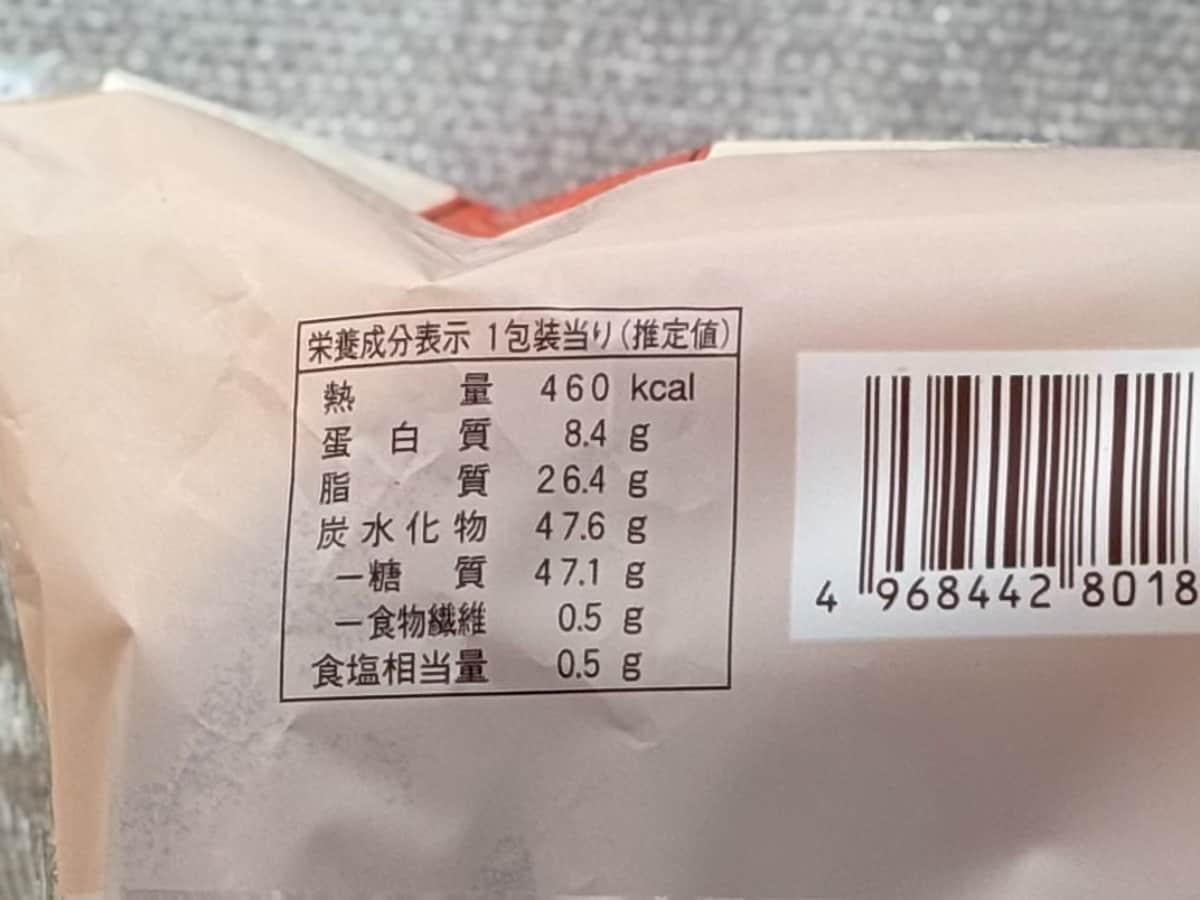 栄養成分表示 1包装当り(推定値)
熱量 460 kcal
蛋白質 8.4 g
脂質 26.4 g
炭水化物 47.6 g
−糖質 47.1 g
−食物繊維 0.5 g
食塩相当量 0.5 g
4 968442 8018